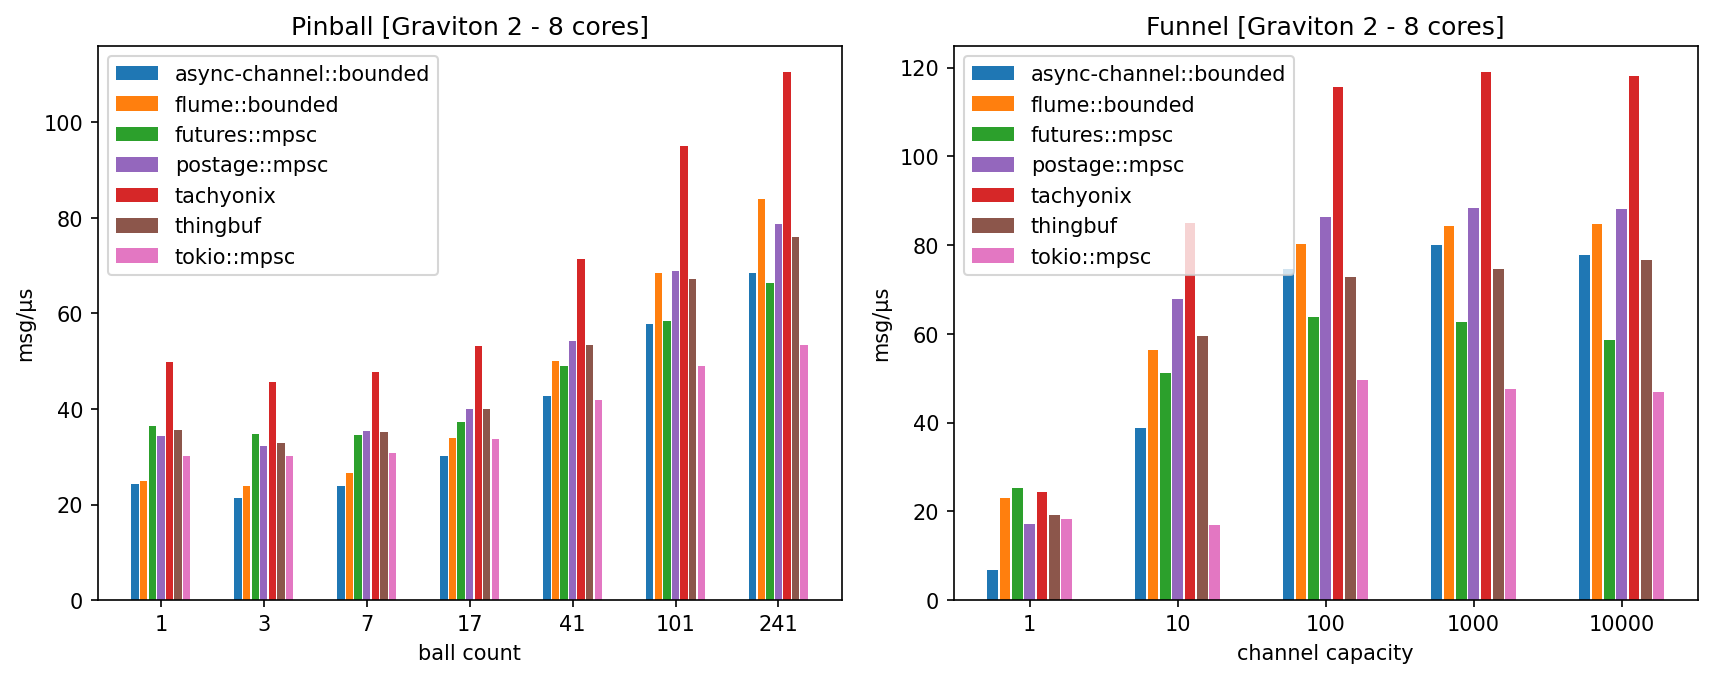 Pinball [Graviton 2 - 8 cores]
async-channel::bounded
flume::bounded
futures::mpsc
postage::mpsc
tachyonix
thingbuf
tokio::mpsc
msg/µs
100
80
60
40
20
0
1 3 7 17 41 101 241
ball count
Funnel [Graviton 2 - 8 cores]
async-channel::bounded
flume::bounded
futures::mpsc
postage::mpsc
tachyonix
thingbuf
tokio::mpsc
msg/µs
120
100
80
60
40
20
0
1 10 100 1000 10000
channel capacity